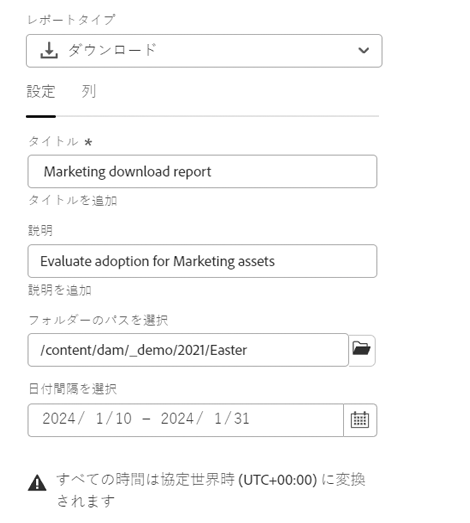 レポートタイプ
ダウンロード
設定 列
タイトル *
Marketing download report
タイトルを追加
説明
Evaluate adoption for Marketing assets
説明を追加
フォルダーのパスを選択
/content/dam/_demo/2021/Easter
日付間隔を選択
2024/ 1/10 – 2024/ 1/31
すべての時間は協定世界時 (UTC+00:00) に変換
されます